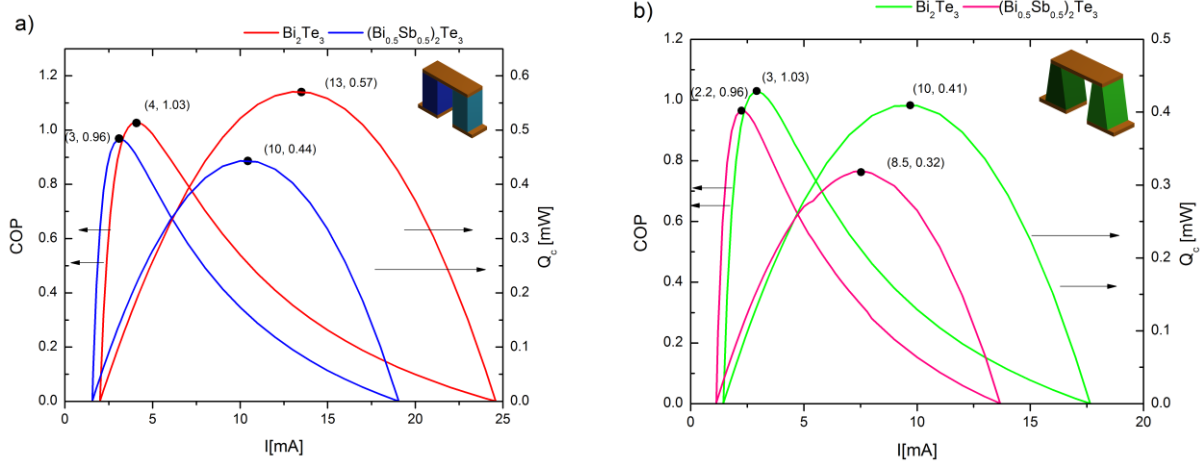 a)
Bi₂Te₃ (Bi₀.₅Sb₀.₅)₂Te₃
(13, 0.57)
(4, 1.03)
(3, 0.96)
(10, 0.44)
COP
1.2
1.0
0.8
0.6
0.4
0.2
0.0
Q_c [mW]
0.6
0.5
0.4
0.3
0.2
0.1
0.0
0 5 10 15 20 25
I[mA]
b)
Bi₂Te₃ (Bi₀.₅Sb₀.₅)₂Te₃
(3, 1.03)
(2.2, 0.96)
(10, 0.41)
(8.5, 0.32)
COP
1.2
1.0
0.8
0.6
0.4
0.2
0.0
Q_c [mW]
0.5
0.4
0.3
0.2
0.1
0.0
0 5 10 15 20
I[mA]